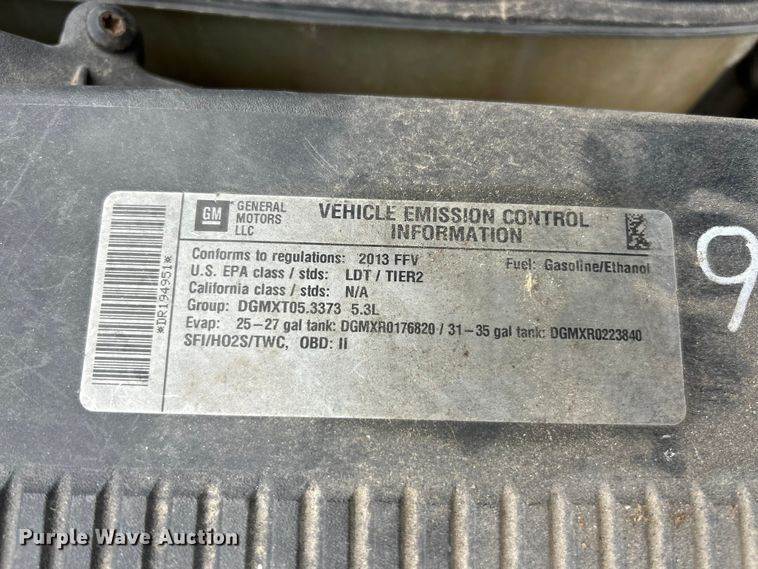 GM
GENERAL MOTORS LLC
VEHICLE EMISSION CONTROL INFORMATION
Conforms to regulations: 2013 FFV
Fuel: Gasoline/Ethanol
U.S. EPA class / stds: LDT / TIER2
California class / stds: N/A
Group: DGMXT05.3373 5.3L
Evap: 25-27 gal tank: DGMXR0176820 / 31-35 gal tank: DGMXR0223840
SFI/HO2S/TWC, OBD: II
*DR194951*
9
Purple Wave Auction